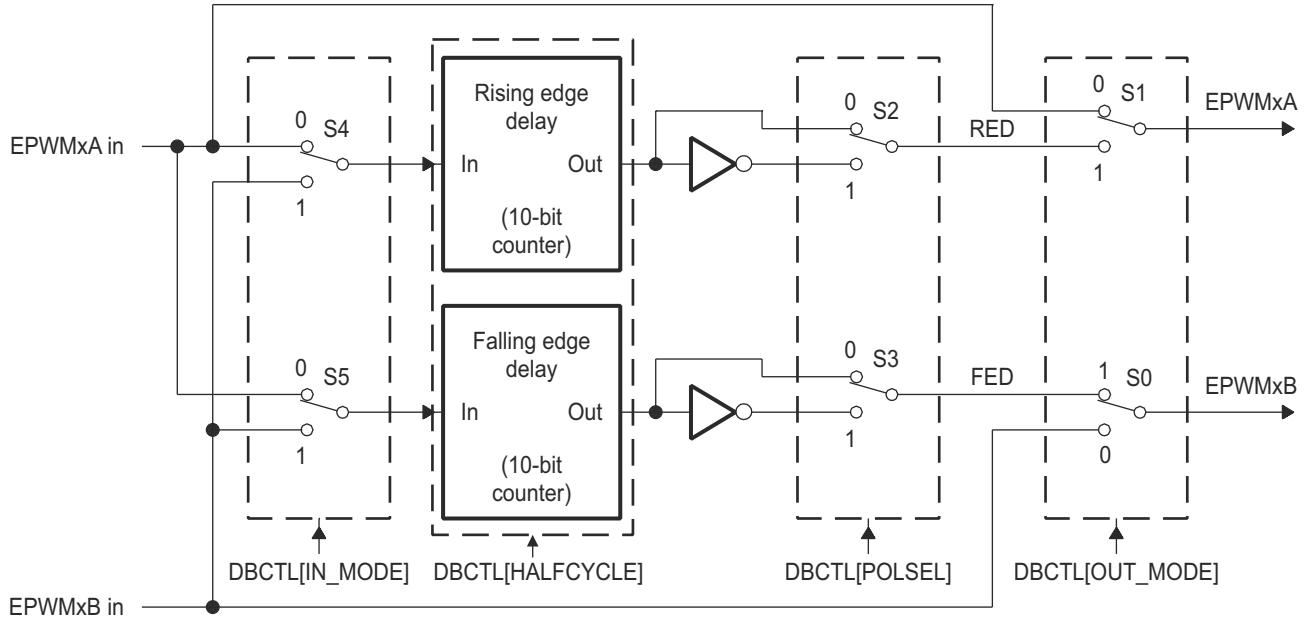 0
S1
EPWMxA
Rising edge
delay
0
S2
0
S4
RED
EPWMxA in
In
Out
1
1
1
(10-bit
counter)
Falling edge
delay
0
S3
0
S5
FED
1
S0
EPWMxB
In
Out
1
1
0
(10-bit
counter)
DBCTL[IN_MODE]
DBCTL[HALFCYCLE]
DBCTL[POLSEL]
DBCTL[OUT_MODE]
EPWMxB in